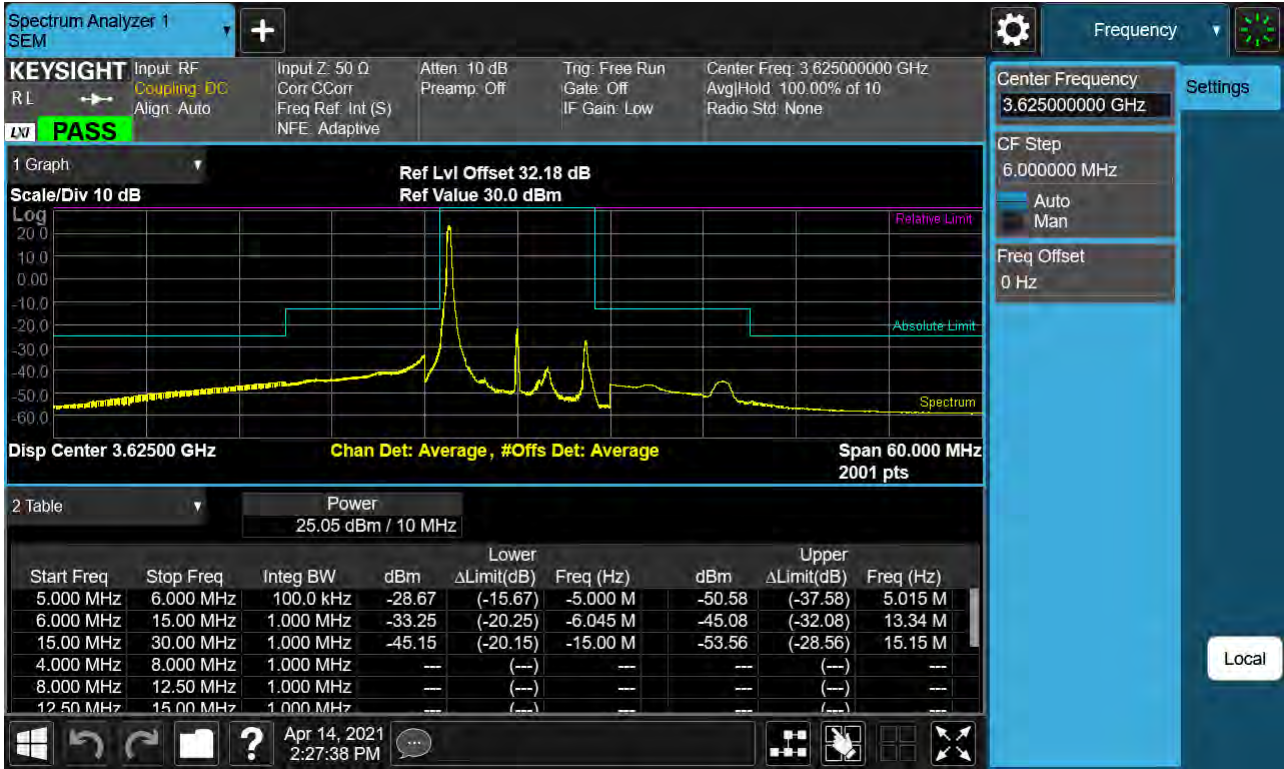 Spectrum Analyzer 1
SEM
+
Frequency
KEYSIGHT
R L
LXI
PASS
Input: RF
Coupling: DC
Align: Auto
Input Z: 50 Ω
Corr CCorr
Freq Ref: Int (S)
NFE: Adaptive
Atten: 10 dB
Preamp: Off
Trig: Free Run
Gate: Off
IF Gain: Low
Center Freq: 3.625000000 GHz
Avg|Hold: 100.00% of 10
Radio Std: None
Center Frequency
3.625000000 GHz
Settings
CF Step
6.000000 MHz
Auto
Man
Freq Offset
0 Hz
1 Graph
Ref Lvl Offset 32.18 dB
Scale/Div 10 dB
Ref Value 30.0 dBm
Log
20.0
10.0
0.00
-10.0
-20.0
-30.0
-40.0
-50.0
-60.0
Relative Limit
Absolute Limit
Spectrum
Disp Center 3.62500 GHz
Chan Det: Average , #Offs Det: Average
Span 60.000 MHz
2001 pts
2 Table
Power
25.05 dBm / 10 MHz
Lower Upper
Start Freq Stop Freq Integ BW dBm ΔLimit(dB) Freq (Hz) dBm ΔLimit(dB) Freq (Hz)
5.000 MHz 6.000 MHz 100.0 kHz -28.67 (-15.67) -5.000 M -50.58 (-37.58) 5.015 M
6.000 MHz 15.00 MHz 1.000 MHz -33.25 (-20.25) -6.045 M -45.08 (-32.08) 13.34 M
15.00 MHz 30.00 MHz 1.000 MHz -45.15 (-20.15) -15.00 M -53.56 (-28.56) 15.15 M
4.000 MHz 8.000 MHz 1.000 MHz --- (---) --- --- (---) ---
8.000 MHz 12.50 MHz 1.000 MHz --- (---) --- --- (---) ---
12.50 MHz 15.00 MHz 1.000 MHz --- (---) --- --- (---) ---
Local
?
Apr 14, 2021
2:27:38 PM